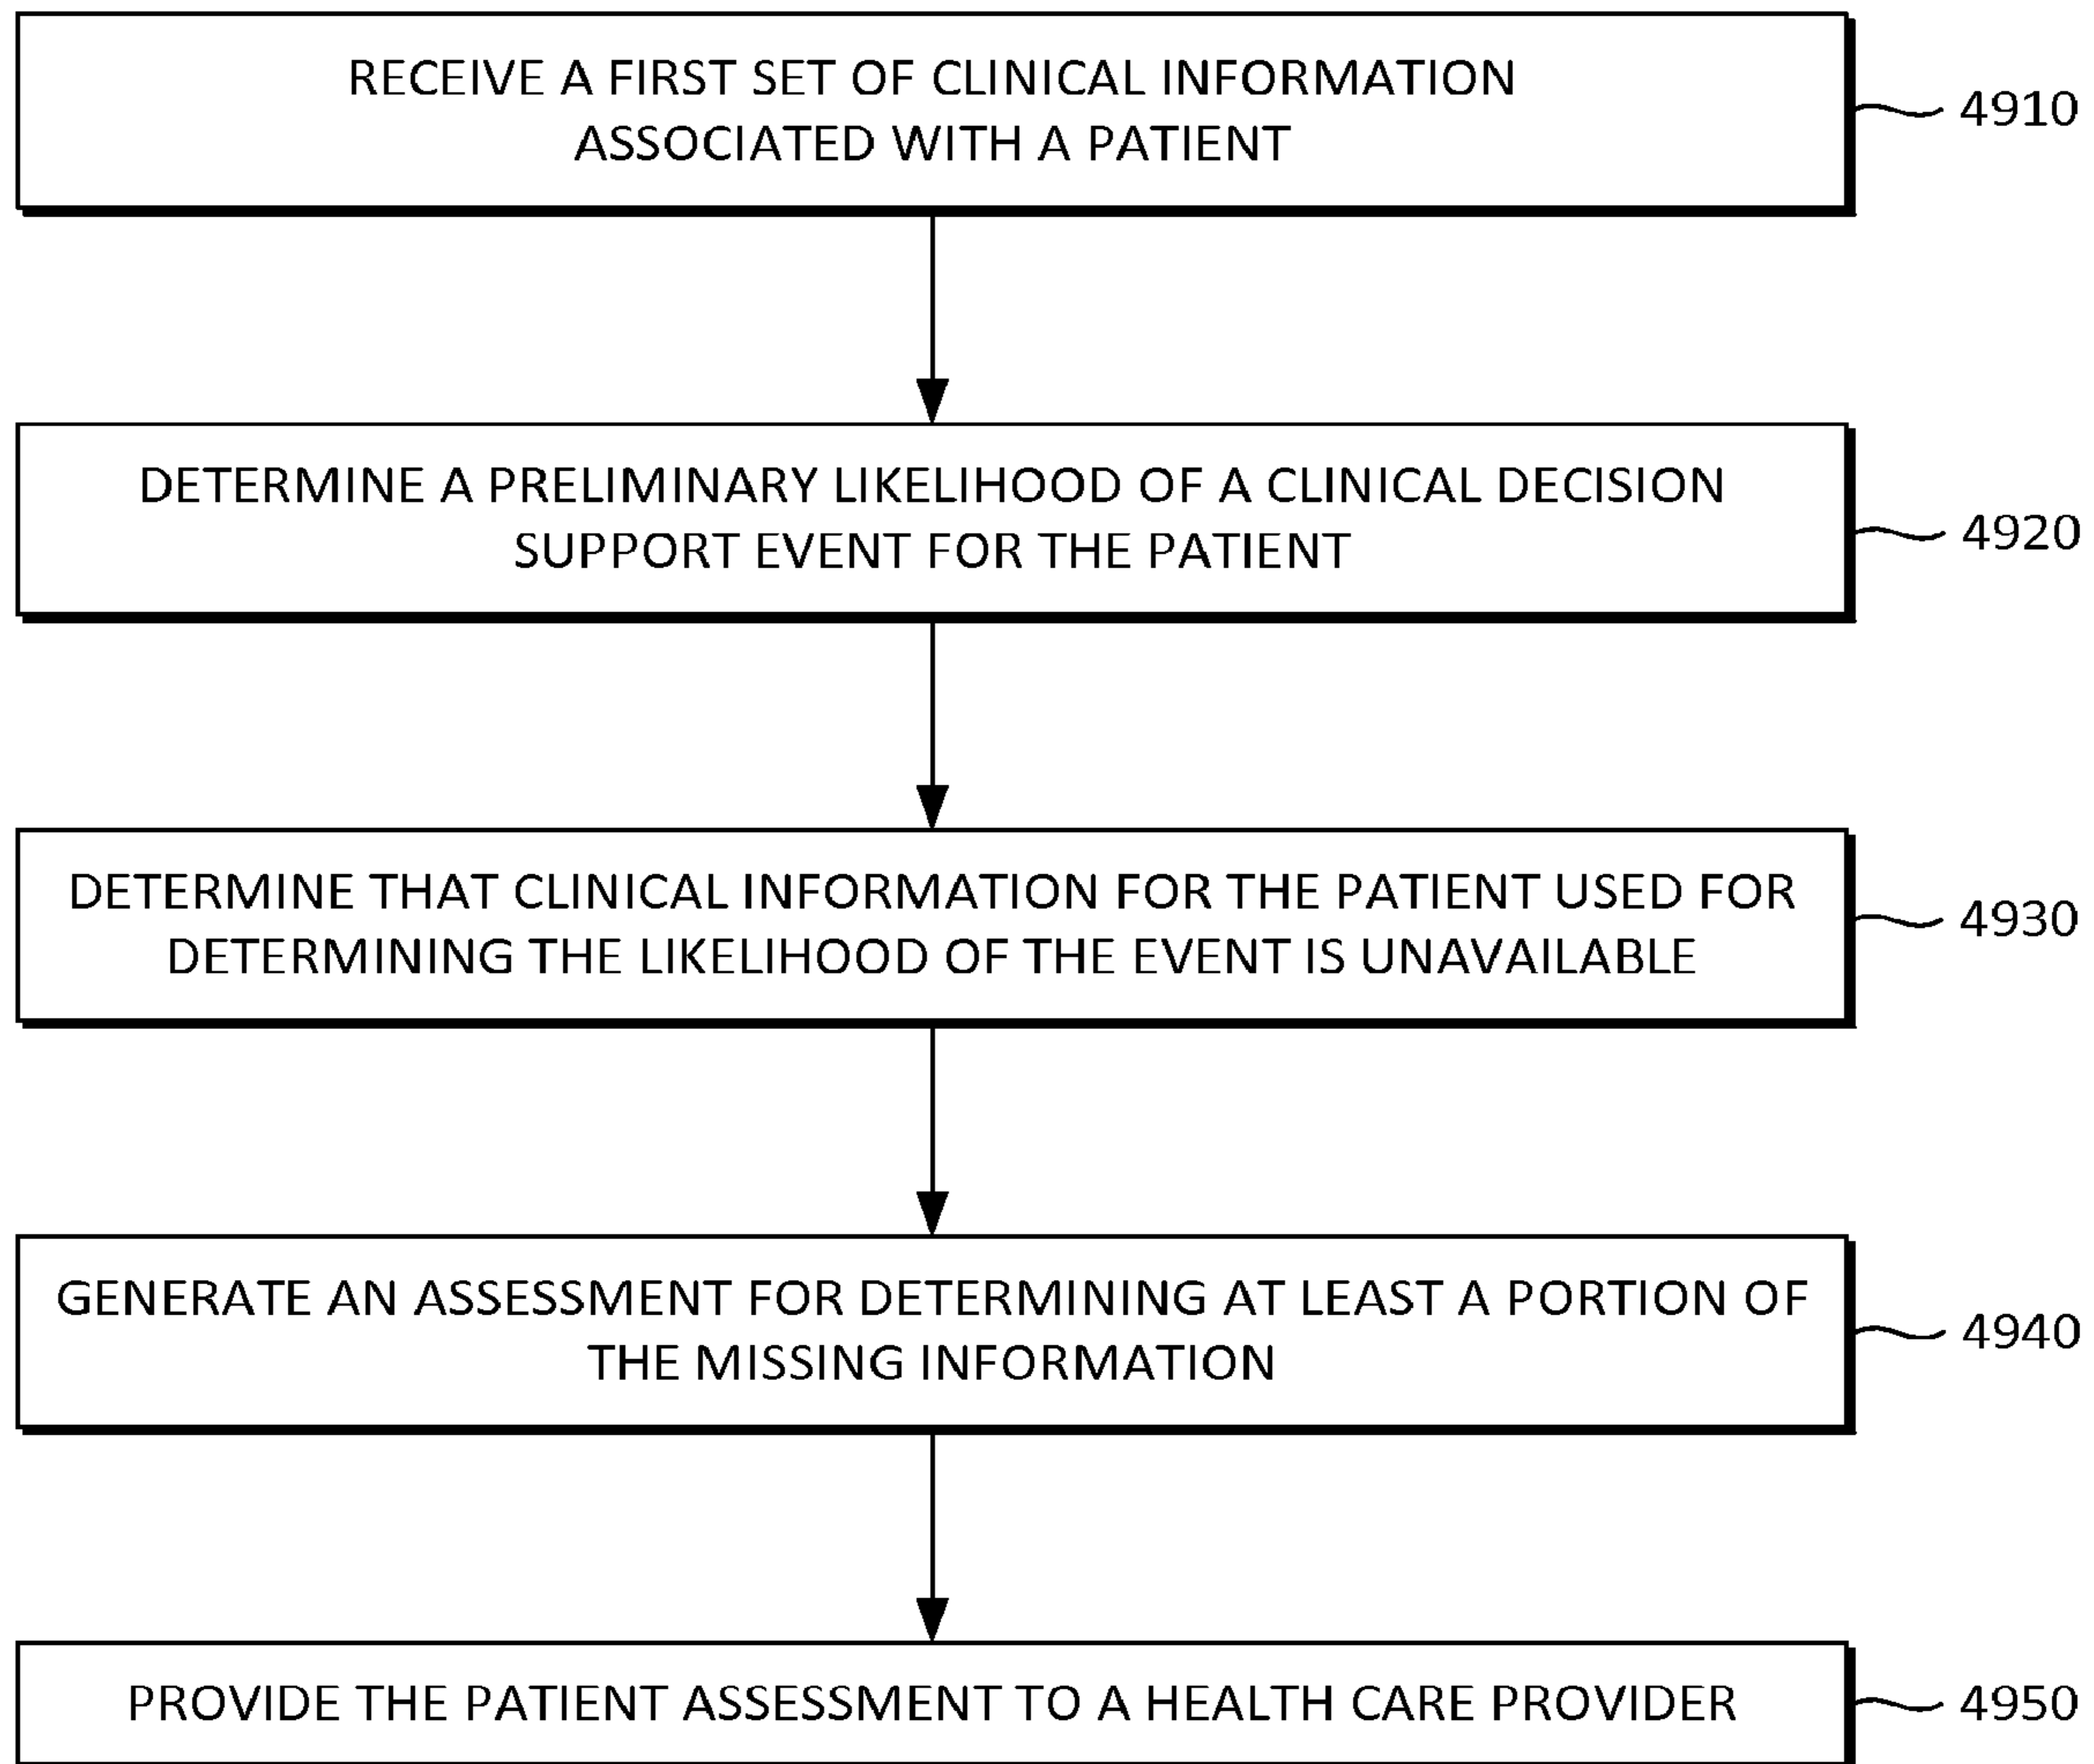 RECEIVE A FIRST SET OF CLINICAL INFORMATION
ASSOCIATED WITH A PATIENT
4910
DETERMINE A PRELIMINARY LIKELIHOOD OF A CLINICAL DECISION
SUPPORT EVENT FOR THE PATIENT
4920
DETERMINE THAT CLINICAL INFORMATION FOR THE PATIENT USED FOR
DETERMINING THE LIKELIHOOD OF THE EVENT IS UNAVAILABLE
4930
GENERATE AN ASSESSMENT FOR DETERMINING AT LEAST A PORTION OF
THE MISSING INFORMATION
4940
PROVIDE THE PATIENT ASSESSMENT TO A HEALTH CARE PROVIDER
4950